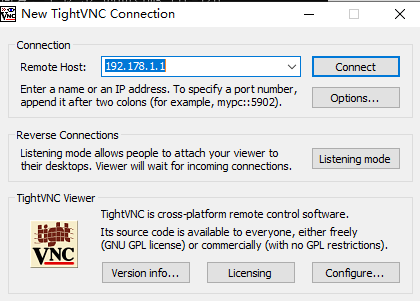 New TightVNC Connection
Connection
Remote Host:
192.178.1.1
Connect
Enter a name or an IP address. To specify a port number,
append it after two colons (for example, mypc::5902).
Options...
Reverse Connections
Listening mode allows people to attach your viewer to
their desktops. Viewer will wait for incoming connections.
Listening mode
TightVNC Viewer
VNC
TightVNC is cross-platform remote control software.
Its source code is available to everyone, either freely
(GNU GPL license) or commercially (with no GPL restrictions).
Version info...
Licensing
Configure...